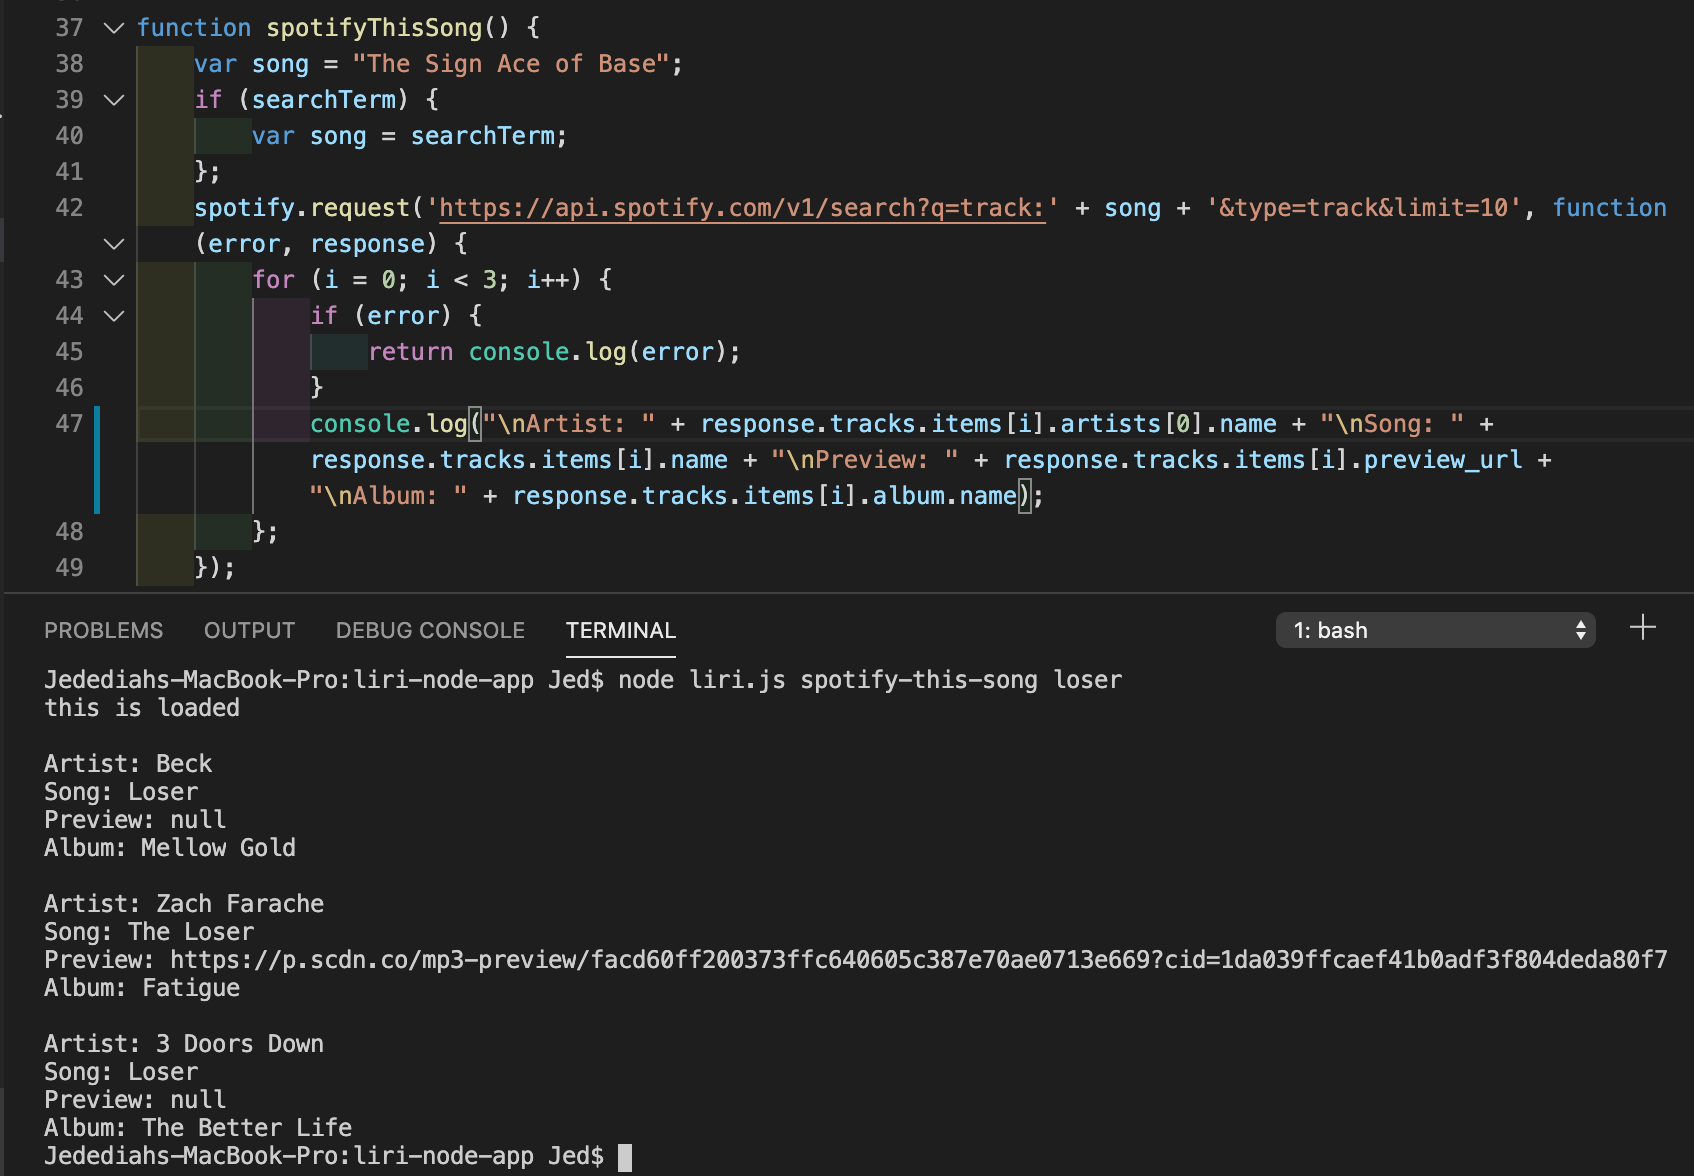 37 function spotifyThisSong() {
38 var song = "The Sign Ace of Base";
39 if (searchTerm) {
40 var song = searchTerm;
41 };
42 spotify.request('https://api.spotify.com/v1/search?q=track:' + song + '&type=track&limit=10', function
(error, response) {
43 for (i = 0; i < 3; i++) {
44 if (error) {
45 return console.log(error);
46 }
47 console.log("\nArtist: " + response.tracks.items[i].artists[0].name + "\nSong: " +
response.tracks.items[i].name + "\nPreview: " + response.tracks.items[i].preview_url +
"\nAlbum: " + response.tracks.items[i].album.name);
48 };
49 });
PROBLEMS OUTPUT DEBUG CONSOLE TERMINAL 1: bash
Jedediahs-MacBook-Pro:liri-node-app Jed$ node liri.js spotify-this-song loser
this is loaded
Artist: Beck
Song: Loser
Preview: null
Album: Mellow Gold
Artist: Zach Farache
Song: The Loser
Preview: https://p.scdn.co/mp3-preview/facd60ff200373ffc640605c387e70ae0713e669?cid=1da039ffcaef41b0adf3f804deda80f7
Album: Fatigue
Artist: 3 Doors Down
Song: Loser
Preview: null
Album: The Better Life
Jedediahs-MacBook-Pro:liri-node-app Jed$